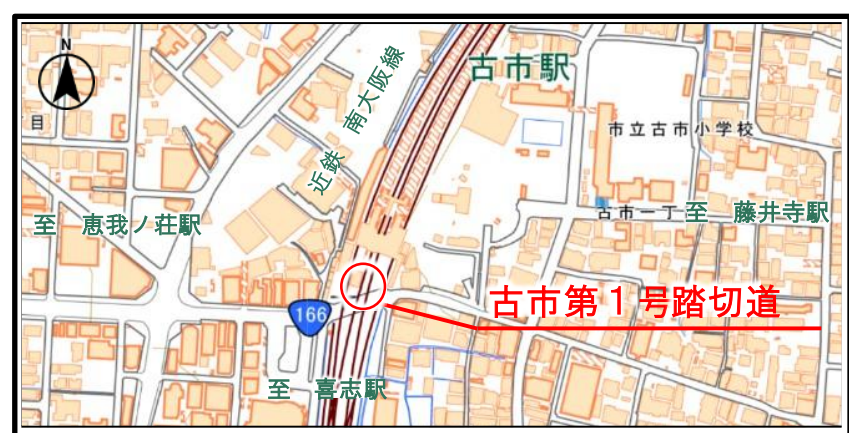 N
近鉄 南大阪線
古市駅
目
市立古市小学校
至 恵我ノ荘駅
古市一丁
至 藤井寺駅
166
古市第1号踏切道
至 喜志駅